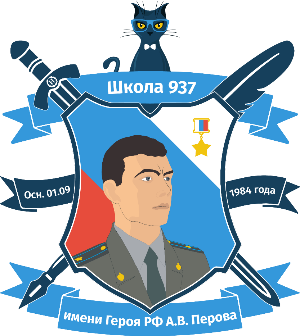 Школа 937
Осн. 01.09
1984 года
имени Героя РФ А.В. Перова